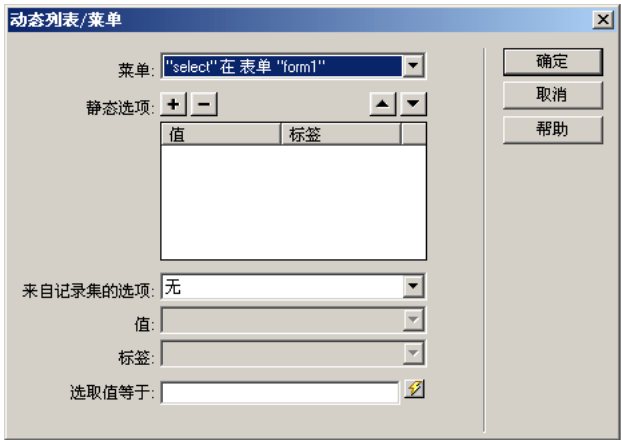 动态列表/菜单
菜单: "select"在 表单 "form1"
确定
静态选项:
取消
帮助
值 标签
来自记录集的选项: 无
值:
标签:
选取值等于: